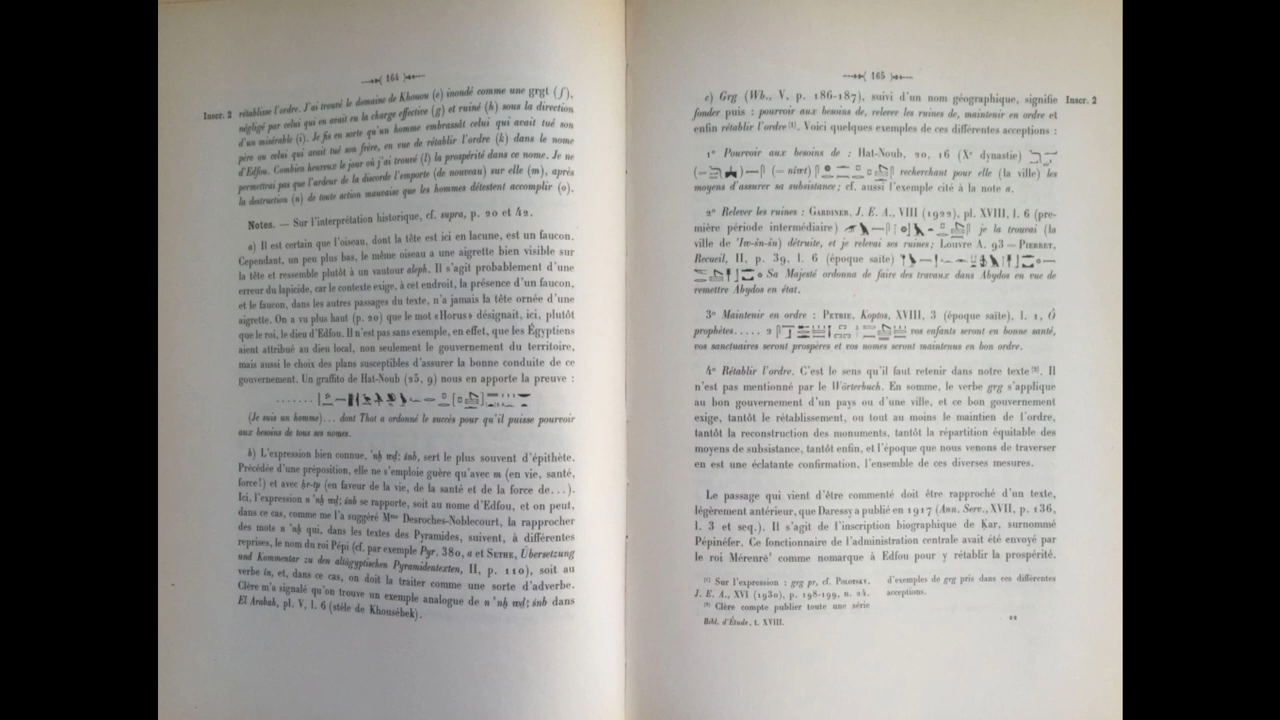 164
Inscr. 2
rétablisse l'ordre. J'ai trouvé le domaine de Khouou (e) inondé comme une grgt (f),
négligé par celui qui en avait eu la charge effective (g) et ruiné (h) sous la direction
d'un misérable (i). Je fis en sorte qu'un homme embrassât celui qui avait tué son
père ou celui qui avait tué son frère, en vue de rétablir l'ordre (k) dans le nome
d'Edfou. Combien heureux le jour où j'ai trouvé (l) la prospérité dans ce nome. Je ne
permettrai pas que l'ardeur de la discorde l'emporte (de nouveau) sur elle (m), après
la destruction (n) de toute action mauvaise que les hommes détestent accomplir (o).
Notes. — Sur l'interprétation historique, cf. supra, p. 20 et 42.
a) Il est certain que l'oiseau, dont la tête est ici en lacune, est un faucon.
Cependant, un peu plus bas, le même oiseau a une aigrette bien visible sur
la tête et ressemble plutôt à un vautour aleph. Il s'agit probablement d'une
erreur du lapicide, car le contexte exige, à cet endroit, la présence d'un faucon,
et le faucon, dans les autres passages du texte, n'a jamais la tête ornée d'une
aigrette. On a vu plus haut (p. 20) que le mot «Horus» désignait, ici, plutôt
que le roi, le dieu d'Edfou. Il n'est pas sans exemple, en effet, que les Égyptiens
aient attribué au dieu local, non seulement le gouvernement du territoire,
mais aussi le choix des plans susceptibles d'assurer la bonne conduite de ce
gouvernement. Un graffito de Hat-Noub (25, 9) nous en apporte la preuve :
(Je suis un homme)... dont Thot a ordonné le succès pour qu'il puisse pourvoir
aux besoins de tous ses nomes.
b) L'expression bien connue, 'nḫ wḏꜣ śnb, sert le plus souvent d'épithète.
Précédée d'une préposition, elle ne s'emploie guère qu'avec m (en vie, santé,
force!) et avec ḥr-tp (en faveur de la vie, de la santé et de la force de...).
Ici, l'expression n 'nḫ wḏꜣ śnb se rapporte, soit au nome d'Edfou, et on peut,
dans ce cas, comme me l'a suggéré Mme Desroches-Noblecourt, la rapprocher
des mots n 'nḫ qui, dans les textes des Pyramides, suivent, à différentes
reprises, le nom du roi Pépi (cf. par exemple Pyr. 380, a et SETHE, Übersetzung
und Kommentar zu den altägyptischen Pyramidentexten, II, p. 110), soit au
verbe in, et, dans ce cas, on doit la traiter comme une sorte d'adverbe.
Clère m'a signalé qu'on trouve un exemple analogue de n 'nḫ wḏꜣ śnb dans
El Arabah, pl. V, l. 6 (stèle de Khousébek).
165
Inscr. 2
c) Grg (Wb., V, p. 186-187), suivi d'un nom géographique, signifie
fonder puis : pourvoir aux besoins de, relever les ruines de, maintenir en ordre et
enfin rétablir l'ordre (1). Voici quelques exemples de ces différentes acceptions :
1° Pourvoir aux besoins de : Hat-Noub, 20, 16 (Xe dynastie)
recherchant pour elle (la ville) les
moyens d'assurer sa subsistance; cf. aussi l'exemple cité à la note a.
2° Relever les ruines : GARDINER, J. E. A., VIII (1922), pl. XVIII, l. 6 (pre-
mière période intermédiaire) je la trouvai (la
ville de 'Iw-śn-śn) détruite, et je relevai ses ruines; LOUVRE A. 93 = PIERRET,
Recueil, II, p. 39, l. 6 (époque saïte)
Sa Majesté ordonna de faire des travaux dans Abydos en vue de
remettre Abydos en état.
3° Maintenir en ordre : PETRIE, Koptos, XVIII, 3 (époque saïte), l. 1, Ô
prophètes..... vos enfants seront en bonne santé,
vos sanctuaires seront prospères et vos nomes seront maintenus en bon ordre.
4° Rétablir l'ordre. C'est le sens qu'il faut retenir dans notre texte (2). Il
n'est pas mentionné par le Wörterbuch. En somme, le verbe grg s'applique
au bon gouvernement d'un pays ou d'une ville, et ce bon gouvernement
exige, tantôt le rétablissement, ou tout au moins le maintien de l'ordre,
tantôt la reconstruction des monuments, tantôt la répartition équitable des
moyens de subsistance, tantôt enfin, et l'époque que nous venons de traverser
en est une éclatante confirmation, l'ensemble de ces diverses mesures.
Le passage qui vient d'être commenté doit être rapproché d'un texte,
légèrement antérieur, que Daressy a publié en 1917 (Ann. Serv., XVII, p. 136,
l. 3 et seq.). Il s'agit de l'inscription biographique de Kar, surnommé
Pépinéfer. Ce fonctionnaire de l'administration centrale avait été envoyé par
le roi Mérenrê' comme nomarque à Edfou pour y rétablir la prospérité.
(1) Sur l'expression : grg pr, cf. POLOTSKY,
J. E. A., XVI (1930), p. 198-199, n. 24.
(2) Clère compte publier toute une série
d'exemples de grg pris dans ces différentes
acceptions.
Bibl. d'Étude, t. XVIII.
22